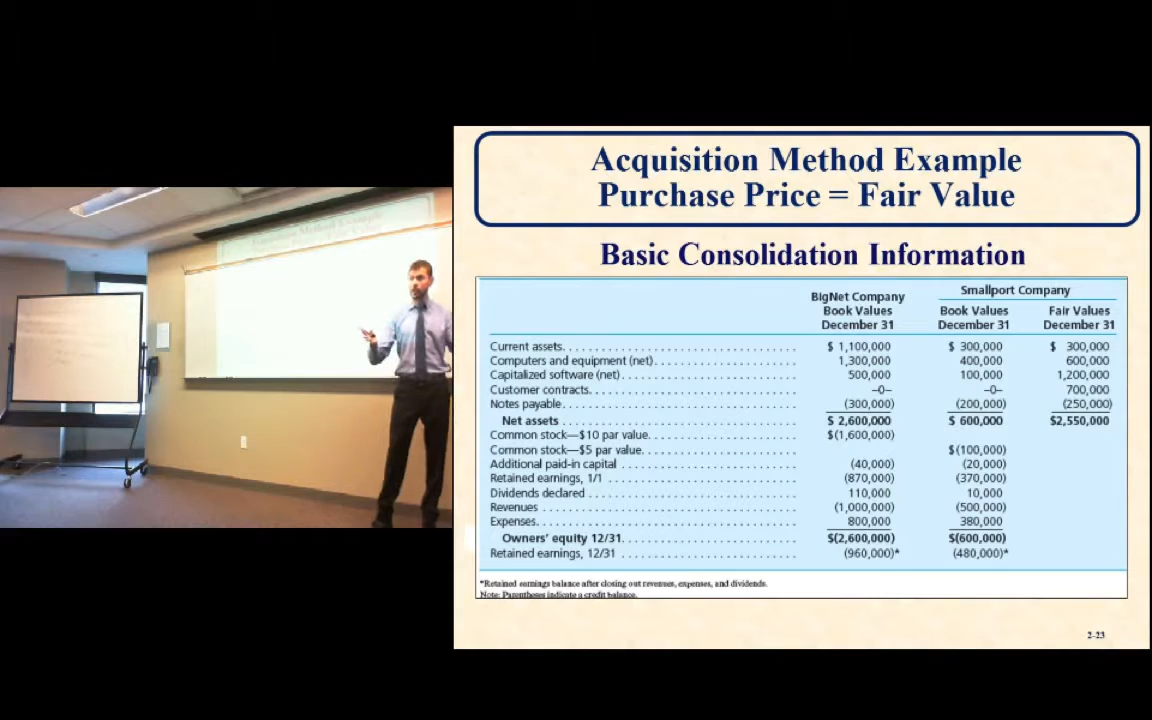 Acquisition Method Example
Purchase Price = Fair Value
Basic Consolidation Information
Smallport Company
BigNet Company
Book Values Book Values Fair Values
December 31 December 31 December 31
Current assets. $ 1,100,000 $ 300,000 $ 300,000
Computers and equipment (net). 1,300,000 400,000 600,000
Capitalized software (net). 500,000 100,000 1,200,000
Customer contracts. –0– –0– 700,000
Notes payable. (300,000) (200,000) (250,000)
Net assets $ 2,600,000 $ 600,000 $2,550,000
Common stock—$10 par value. $(1,600,000)
Common stock—$5 par value. $(100,000)
Additional paid-in capital (40,000) (20,000)
Retained earnings, 1/1 (870,000) (370,000)
Dividends declared 110,000 10,000
Revenues (1,000,000) (500,000)
Expenses. 800,000 380,000
Owners' equity 12/31. $(2,600,000) $(600,000)
Retained earnings, 12/31 (960,000)* (480,000)*
*Retained earnings balance after closing out revenues, expenses, and dividends.
Note: Parentheses indicate a credit balance.
2-23
Acquisition Method Example